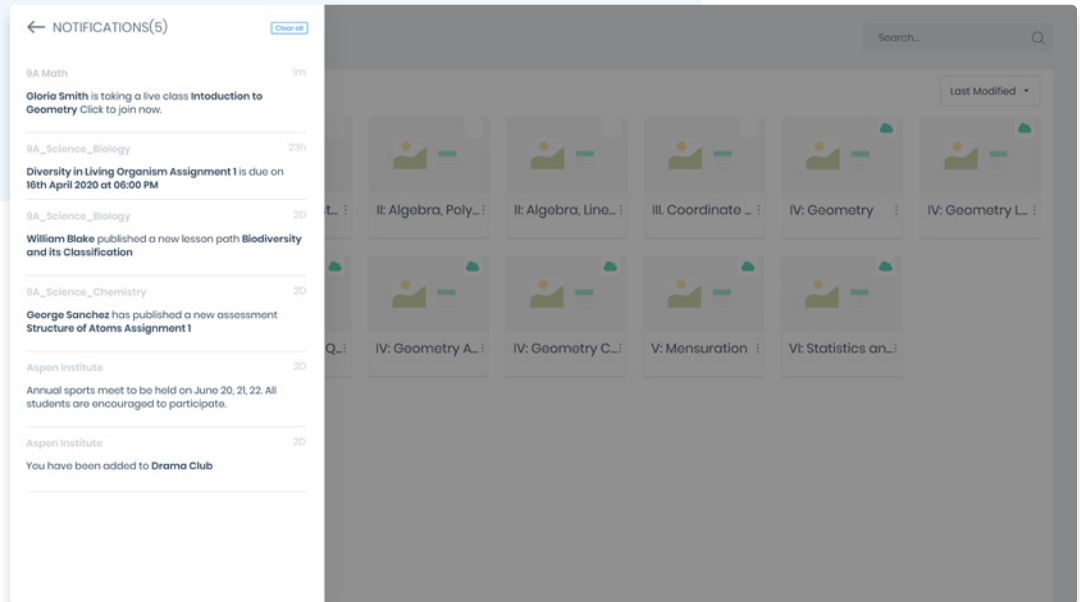 NOTIFICATIONS(5)
Clear all
9A Math
1m
Gloria Smith is taking a live class Intoduction to
Geometry Click to join now.
9A_Science_Biology
23h
Diversity in Living Organism Assignment 1 is due on
16th April 2020 at 06:00 PM
9A_Science_Biology
2D
William Blake published a new lesson path Biodiversity
and its Classification
9A_Science_Chemistry
2D
George Sanchez has published a new assessment
Structure of Atoms Assignment 1
Aspen Institute
2D
Annual sports meet to be held on June 20, 21, 22. All
students are encouraged to participate.
Aspen Institute
2D
You have been added to Drama Club
Search...
Last Modified
t...
II: Algebra, Poly...
II: Algebra, Line...
III. Coordinate ...
IV: Geometry
IV: Geometry L...
Q...
IV: Geometry A...
IV: Geometry C...
V: Mensuration
VI: Statistics an...